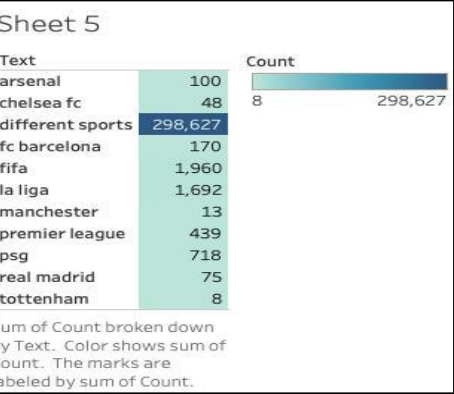 Sheet 5
Text
Count
arsenal 100
chelsea fc 48
different sports 298,627
fc barcelona 170
fifa 1,960
la liga 1,692
manchester 13
premier league 439
psg 718
real madrid 75
tottenham 8
8 298,627
um of Count broken down
y Text. Color shows sum of
ount. The marks are
abeled by sum of Count.